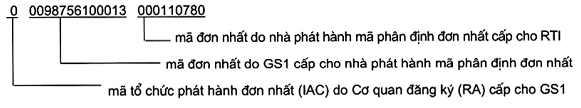 0 0098756100013 000110780
mã đơn nhất do nhà phát hành mã phân định đơn nhất cấp cho RTI
mã đơn nhất do GS1 cấp cho nhà phát hành mã phân định đơn nhất
mã tổ chức phát hành đơn nhất (IAC) do Cơ quan đăng ký (RA) cấp cho GS1